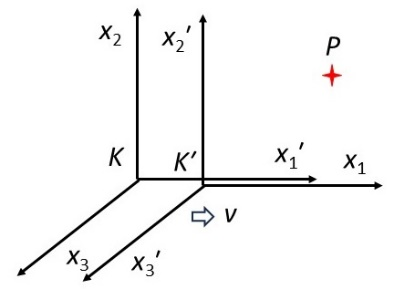 x₂
x₂′
P
K
K′
x₁′
x₁
v
x₃
x₃′